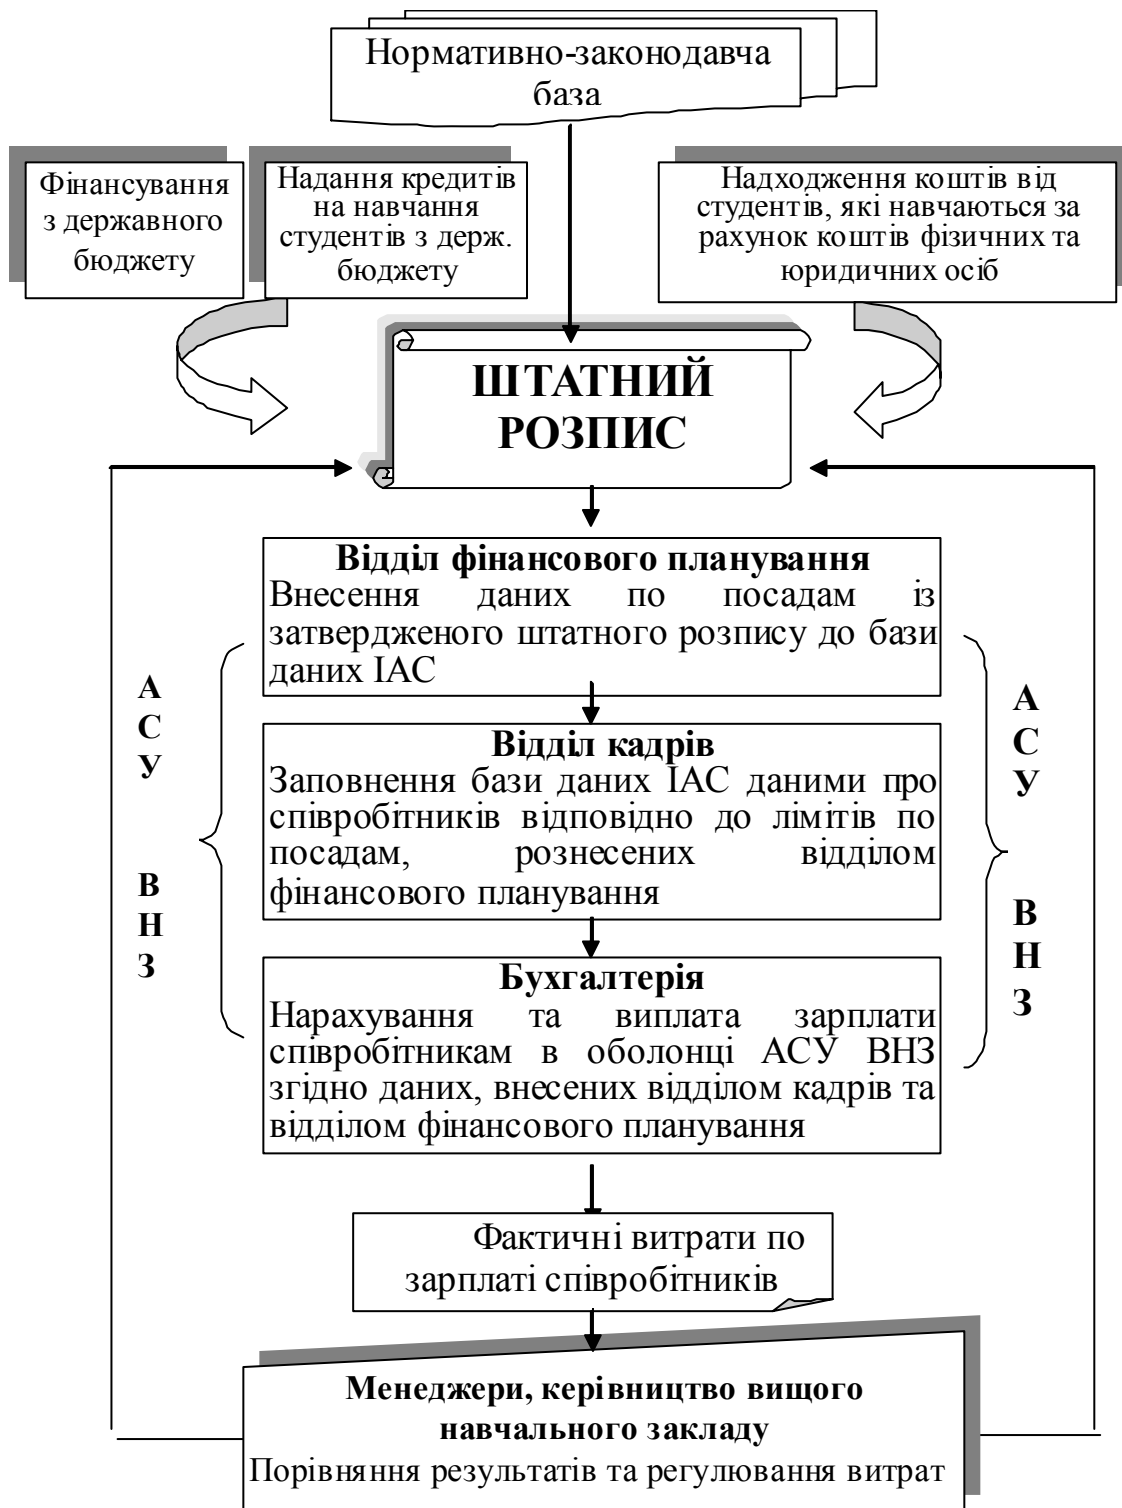 Нормативно-законодавча
база
Фінансування
з державного
бюджету
Надання кредитів
на навчання
студентів з держ.
бюджету
Надходження коштів від
студентів, які навчаються за
рахунок коштів фізичних та
юридичних осіб
ШТАТНИЙ
РОЗПИС
Відділ фінансового планування
Внесення даних по посадам із
затвердженого штатного розпису до бази
даних ІАС
Відділ кадрів
Заповнення бази даних ІАС даними про
співробітників відповідно до лімітів по
посадам, рознесених відділом
фінансового планування
Бухгалтерія
Нарахування та виплата зарплати
співробітникам в оболонці АСУ ВНЗ
згідно даних, внесених відділом кадрів та
відділом фінансового планування
А
С
У
В
Н
З
А
С
У
В
Н
З
Фактичні витрати по
зарплаті співробітників
Менеджери, керівництво вищого
навчального закладу
Порівняння результатів та регулювання витрат